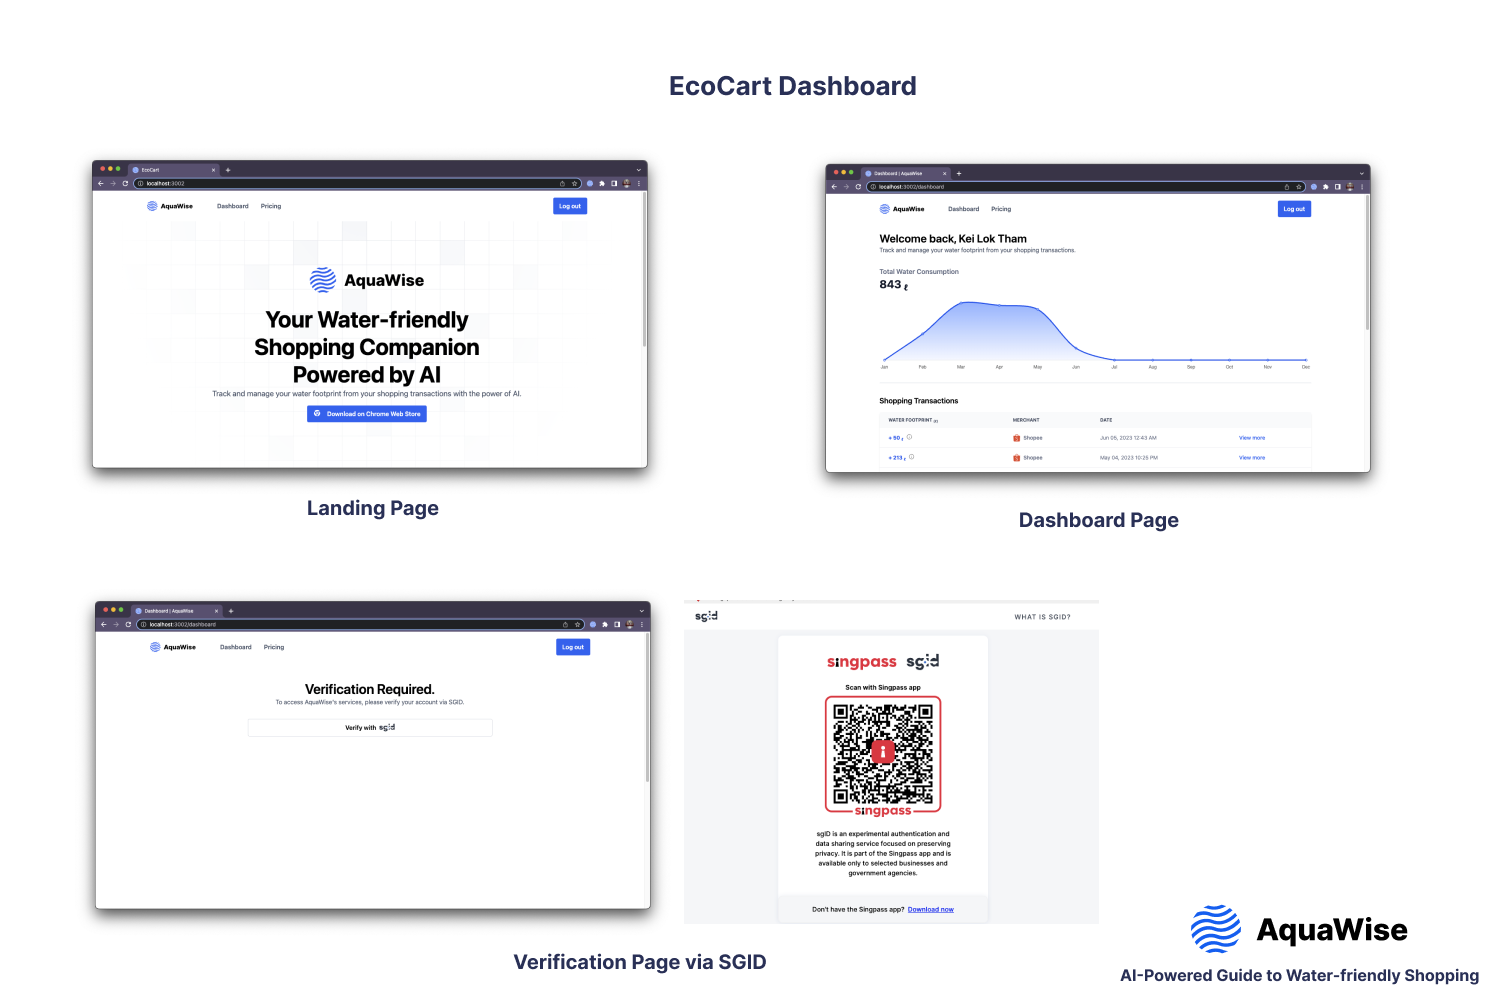 EcoCart Dashboard
EcoCart
localhost:3002
AquaWise
Dashboard
Pricing
Log out
AquaWise
Your Water-friendly
Shopping Companion
Powered by AI
Track and manage your water footprint from your shopping transactions with the power of AI.
Download on Chrome Web Store
Landing Page
Dashboard | AquaWise
localhost:3002/dashboard
AquaWise
Dashboard
Pricing
Log out
Welcome back, Kei Lok Tham
Track and manage your water footprint from your shopping transactions.
Total Water Consumption
843 ℓ
Jan Feb Mar Apr May Jun Jul Aug Sep Oct Nov Dec
Shopping Transactions
WATER FOOTPRINT (ℓ) MERCHANT DATE
+ 50 ℓ Shopee Jun 05, 2023 12:43 AM View more
+ 213 ℓ Shopee May 04, 2023 10:25 PM View more
Dashboard Page
Dashboard | AquaWise
localhost:3002/dashboard
AquaWise
Dashboard
Pricing
Log out
Verification Required.
To access AquaWise's services, please verify your account via SGID.
Verify with sgid
sgid
WHAT IS SGID?
singpass sgid
Scan with Singpass app
singpass
sgID is an experimental authentication and
data sharing service focused on preserving
privacy. It is part of the Singpass app and is
available only to selected businesses and
government agencies.
Don't have the Singpass app? Download now
Verification Page via SGID
AquaWise
AI-Powered Guide to Water-friendly Shopping